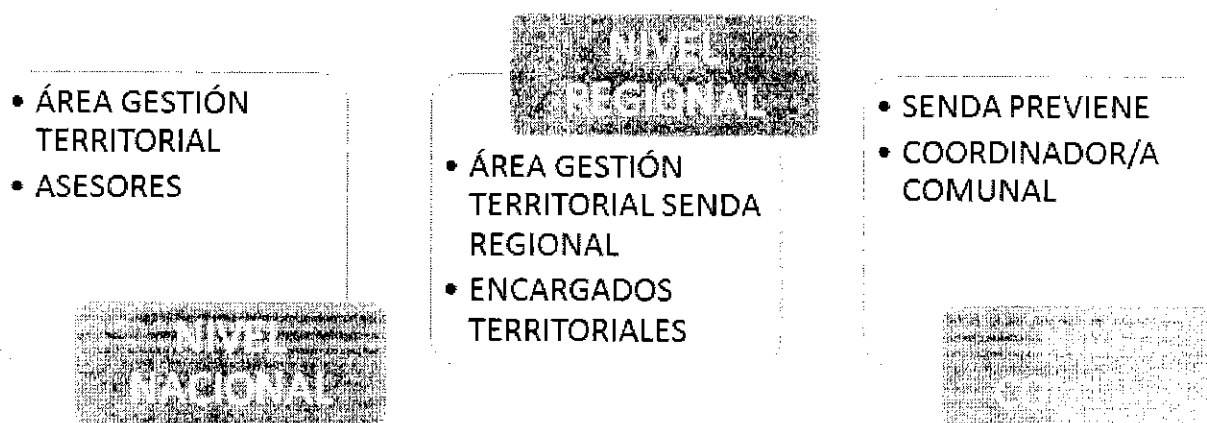 • ÁREA GESTIÓN
TERRITORIAL
• ASESORES
NIVEL
NACIONAL
NIVEL
REGIONAL
• ÁREA GESTIÓN
TERRITORIAL SENDA
REGIONAL
• ENCARGADOS
TERRITORIALES
• SENDA PREVIENE
• COORDINADOR/A
COMUNAL